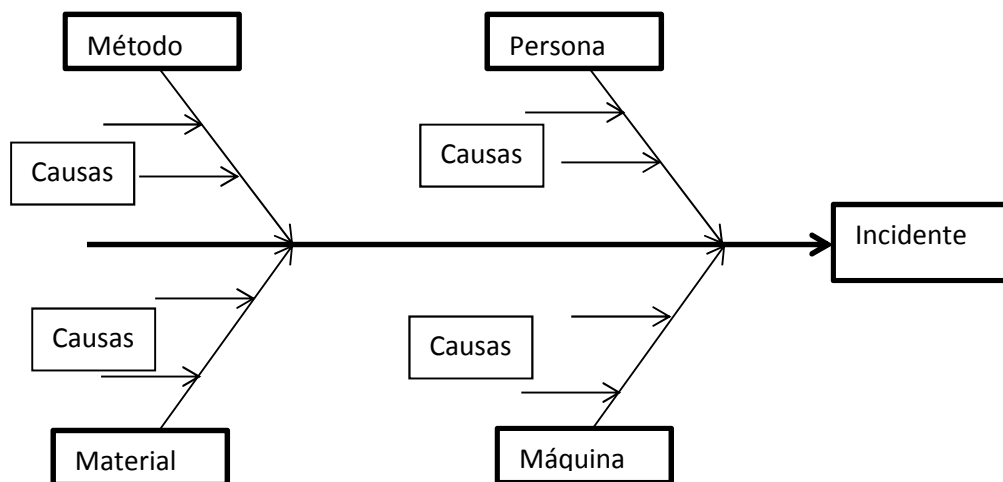 Método
Persona
Causas
Causas
Incidente
Causas
Causas
Material
Máquina